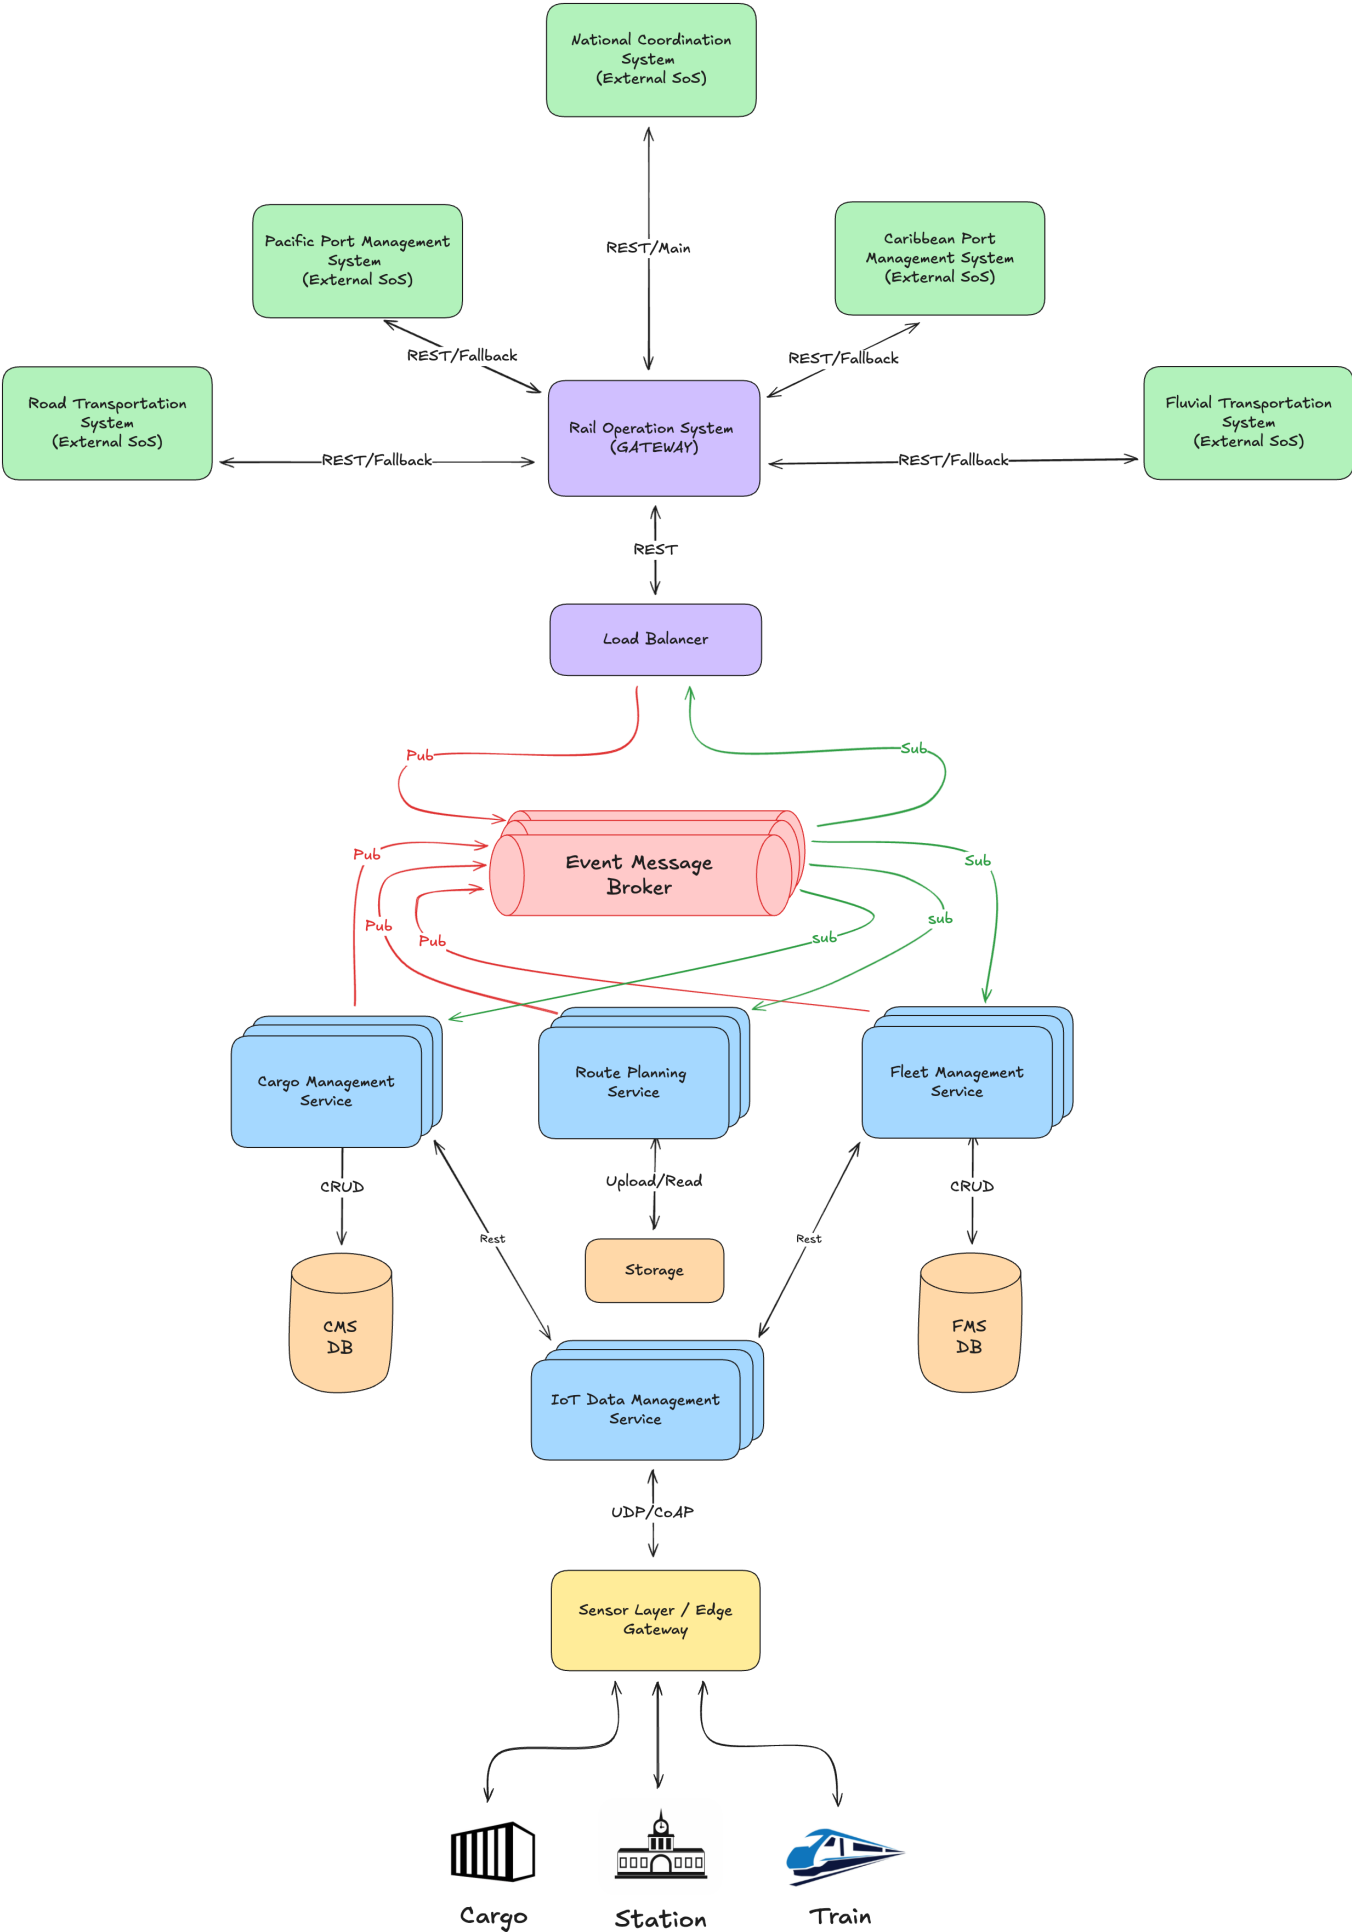 National Coordination
System
(External SoS)
Pacific Port Management
System
(External SoS)
Caribbean Port
Management System
(External SoS)
REST/Main
REST/Fallback
REST/Fallback
Road Transportation
System
(External SoS)
Rail Operation System
(GATEWAY)
Fluvial Transportation
System
(External SoS)
REST/Fallback
REST/Fallback
REST
Load Balancer
Pub
Sub
Pub
Event Message
Broker
Sub
Pub
Pub
sub
sub
Cargo Management
Service
Route Planning
Service
Fleet Management
Service
CRUD
Upload/Read
CRUD
Rest
Rest
Storage
CMS
DB
FMS
DB
IoT Data Management
Service
UDP/CoAP
Sensor Layer / Edge
Gateway
Cargo
Station
Train